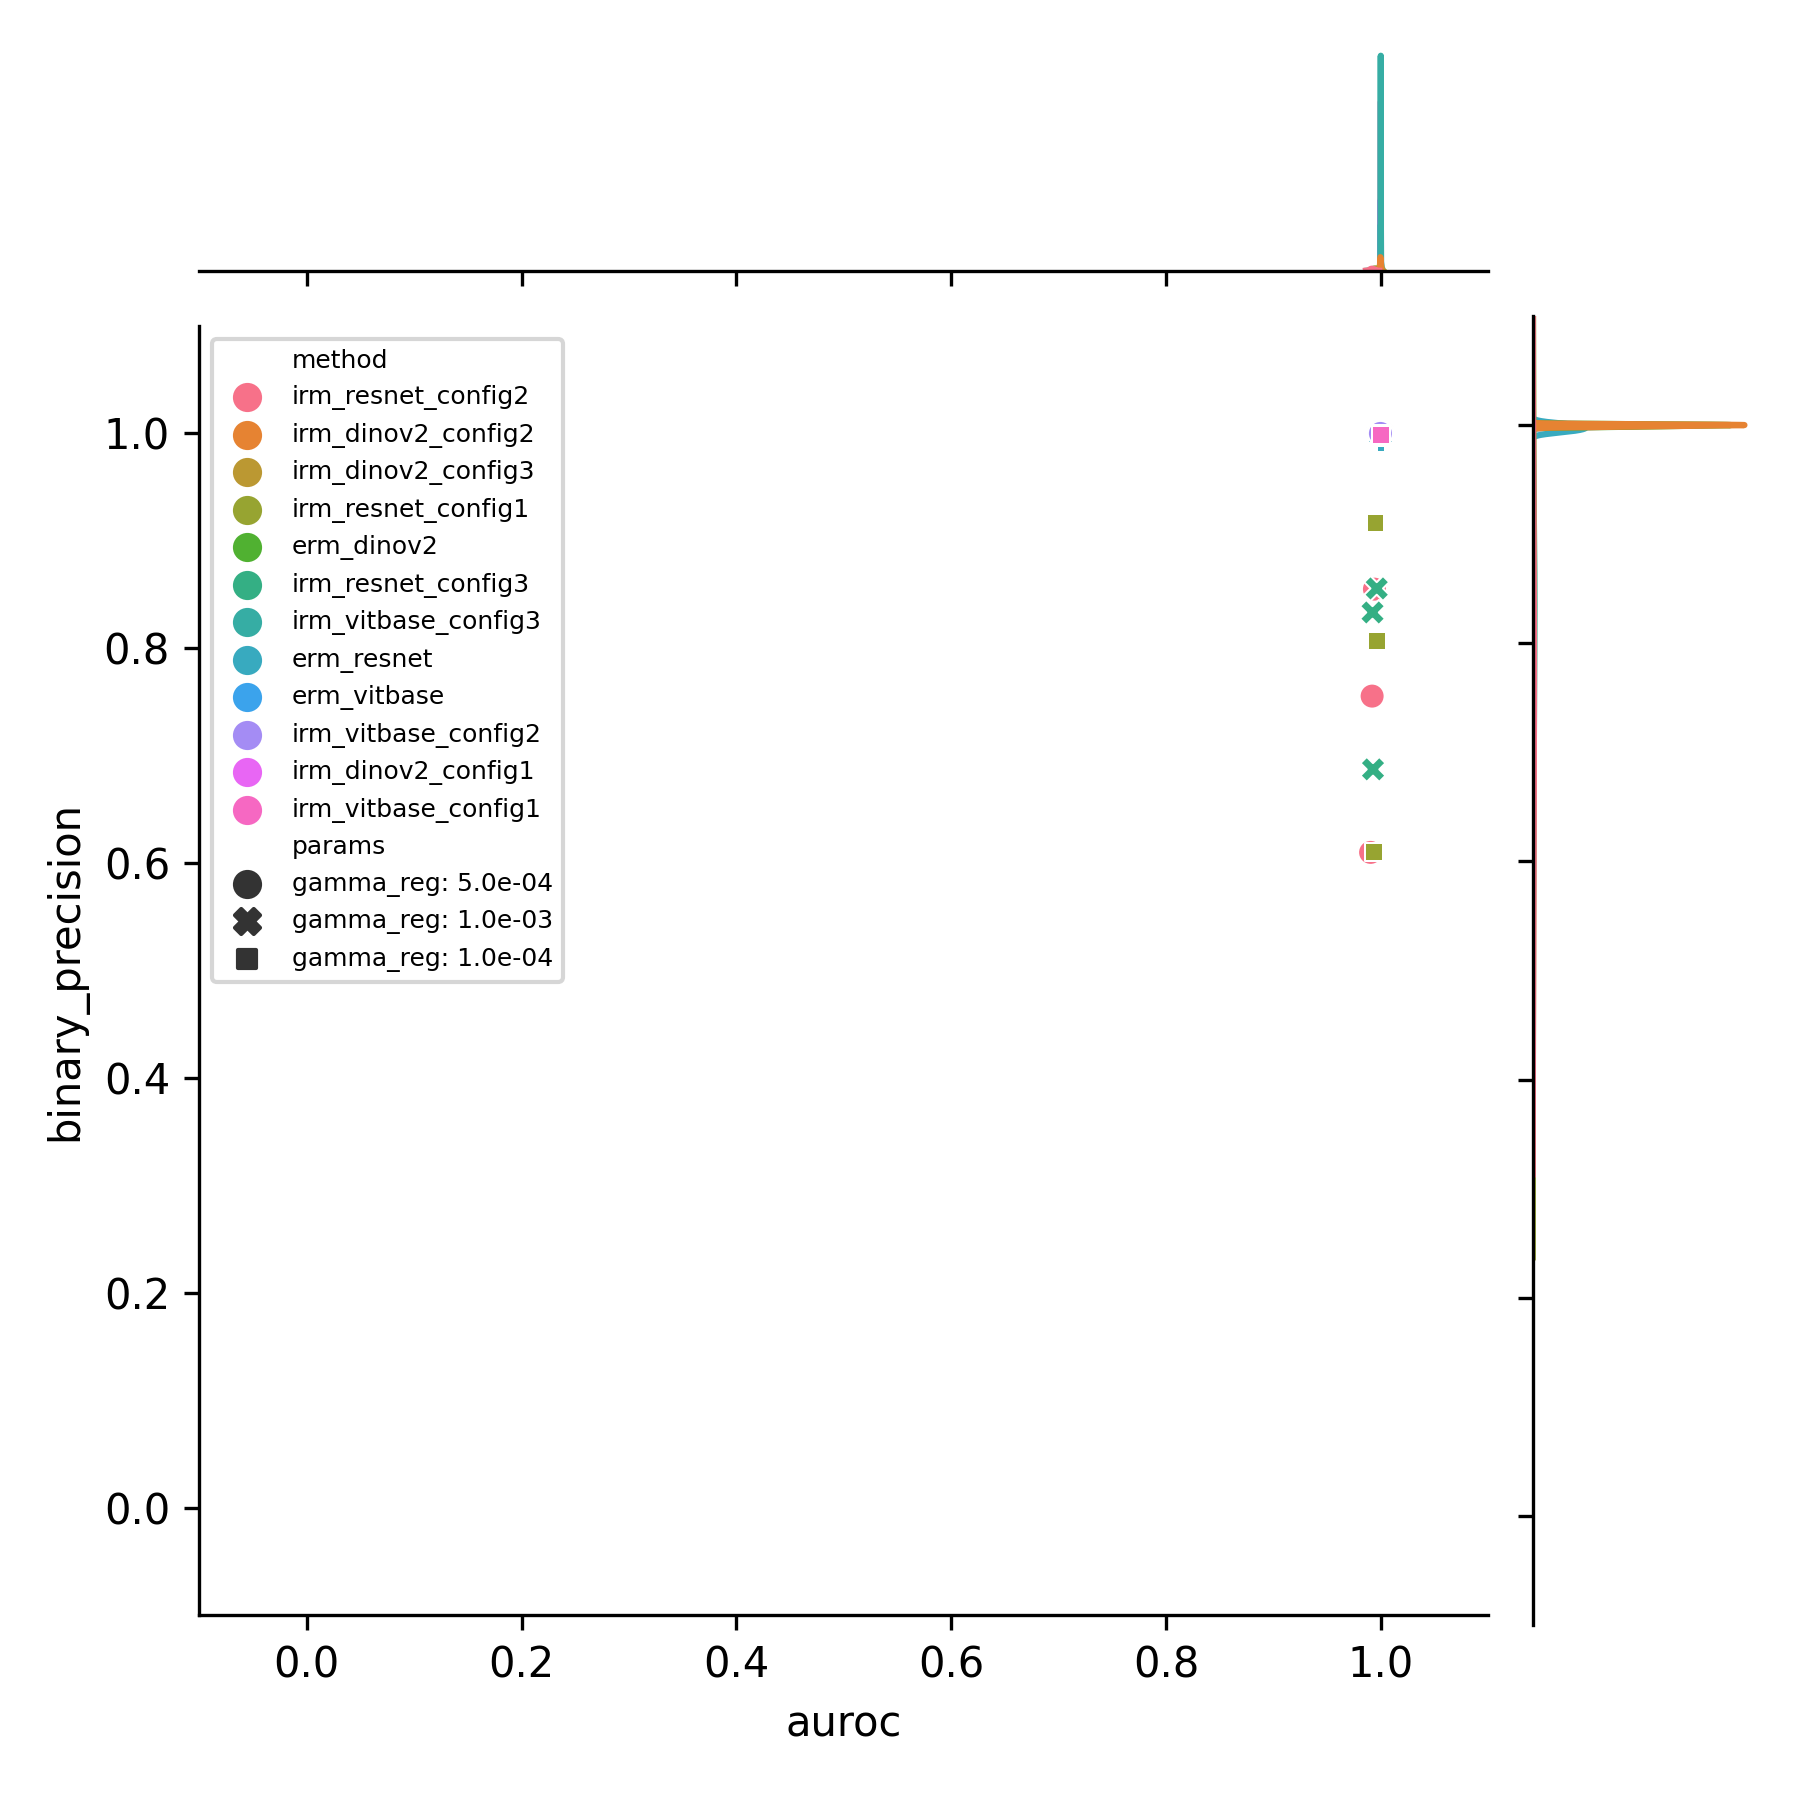 method
irm_resnet_config2
irm_dinov2_config2
irm_dinov2_config3
irm_resnet_config1
erm_dinov2
irm_resnet_config3
irm_vitbase_config3
erm_resnet
erm_vitbase
irm_vitbase_config2
irm_dinov2_config1
irm_vitbase_config1
params
gamma_reg: 5.0e-04
gamma_reg: 1.0e-03
gamma_reg: 1.0e-04
1.0
0.8
0.6
0.4
0.2
0.0
binary_precision
0.0 0.2 0.4 0.6 0.8 1.0
auroc